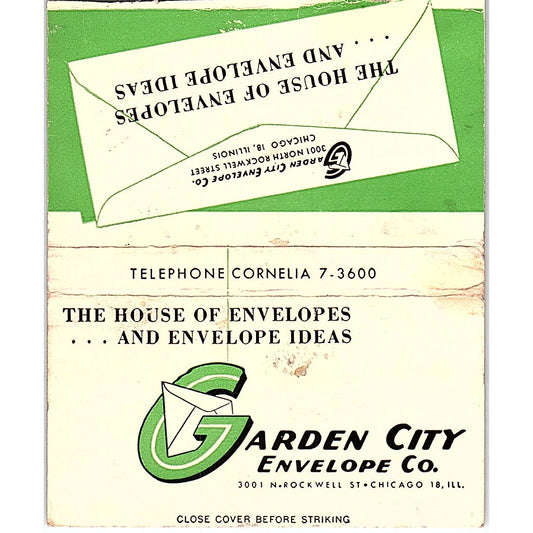 THE HOUSE OF ENVELOPES
. . . AND ENVELOPE IDEAS
GARDEN CITY ENVELOPE CO.
3001 NORTH ROCKWELL STREET
CHICAGO 18, ILLINOIS
TELEPHONE CORNELIA 7-3600
THE HOUSE OF ENVELOPES
. . . AND ENVELOPE IDEAS
GARDEN CITY
ENVELOPE CO.
3001 N•ROCKWELL ST•CHICAGO 18, ILL.
CLOSE COVER BEFORE STRIKING